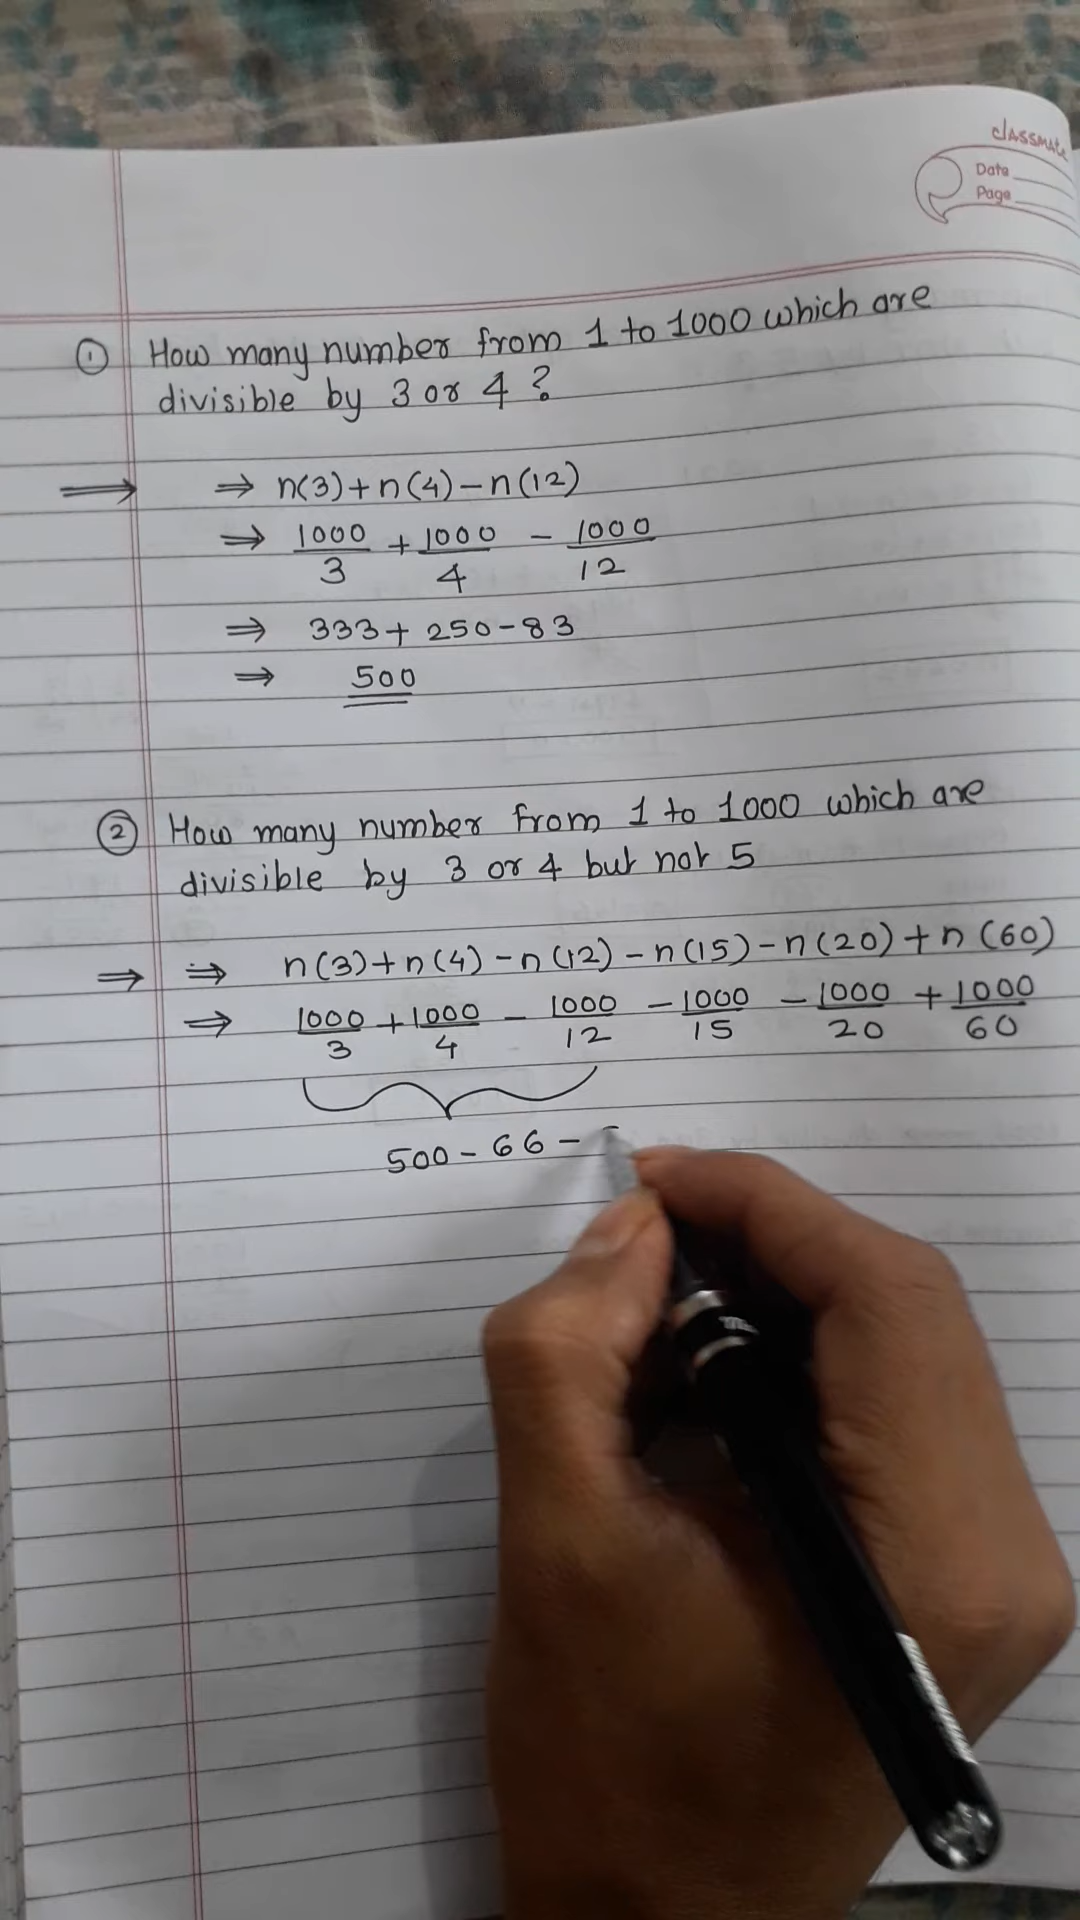 classmate
Date
Page
① How many number from 1 to 1000 which are
divisible by 3 or 4 ?
⇒ ⇒ n(3)+n(4)-n(12)
⇒ 1000/3 + 1000/4 - 1000/12
⇒ 333+ 250-83
⇒ 500
② How many number from 1 to 1000 which are
divisible by 3 or 4 but not 5
⇒ ⇒ n(3)+n(4)-n(12)-n(15)-n(20)+n(60)
⇒ 1000/3 + 1000/4 - 1000/12 - 1000/15 - 1000/20 + 1000/60
500-66-